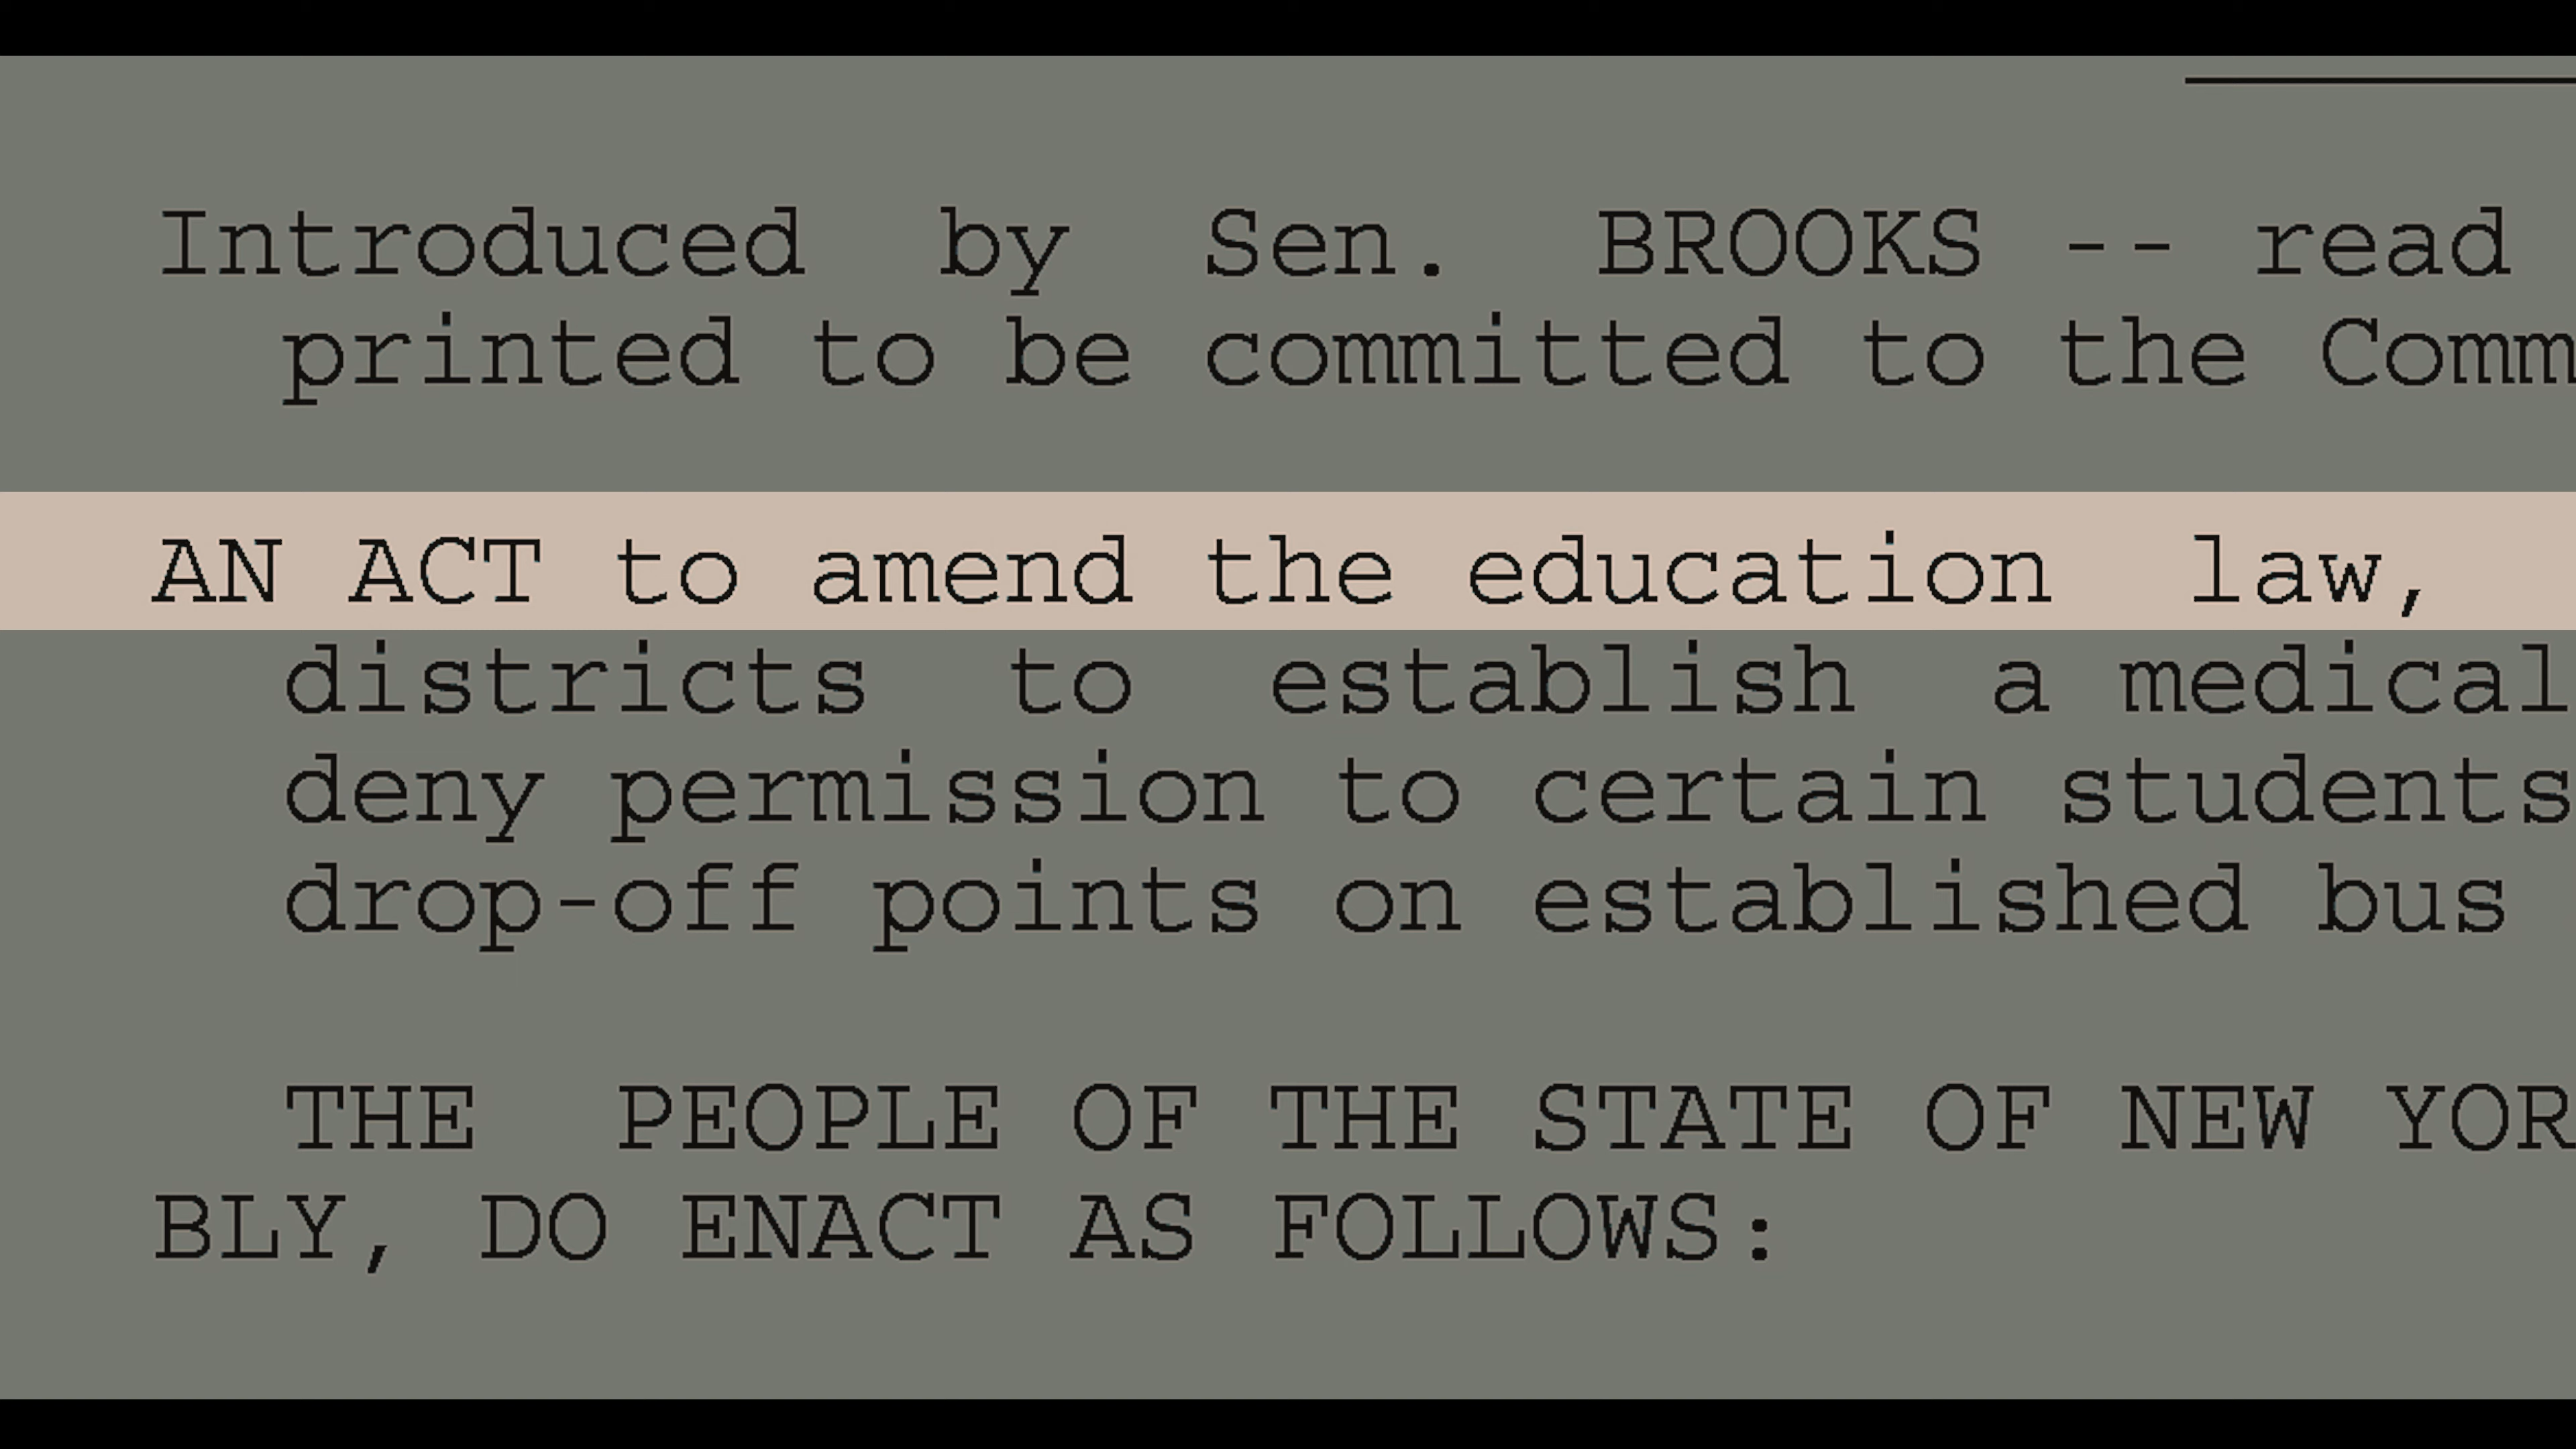 Introduced by Sen. BROOKS -- read
printed to be committed to the Comm
AN ACT to amend the education law,
districts to establish a medical
deny permission to certain students
drop-off points on established bus
THE PEOPLE OF THE STATE OF NEW YOR
BLY, DO ENACT AS FOLLOWS: